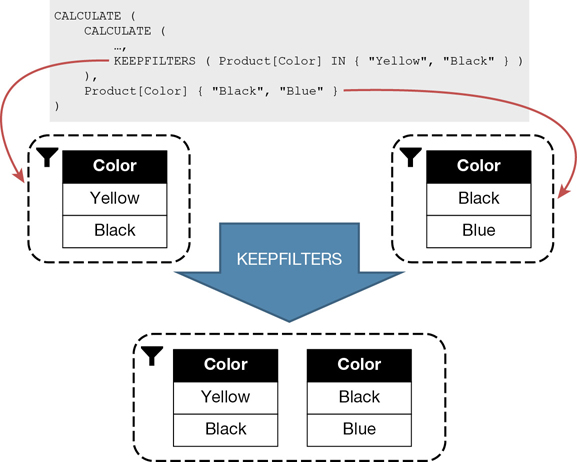 CALCULATE (
    CALCULATE (
        …,
        KEEPFILTERS ( Product[Color] IN { "Yellow", "Black" } )
    ),
    Product[Color] { "Black", "Blue" }
)
Color
Yellow
Black
Color
Black
Blue
KEEPFILTERS
Color
Yellow
Black
Color
Black
Blue